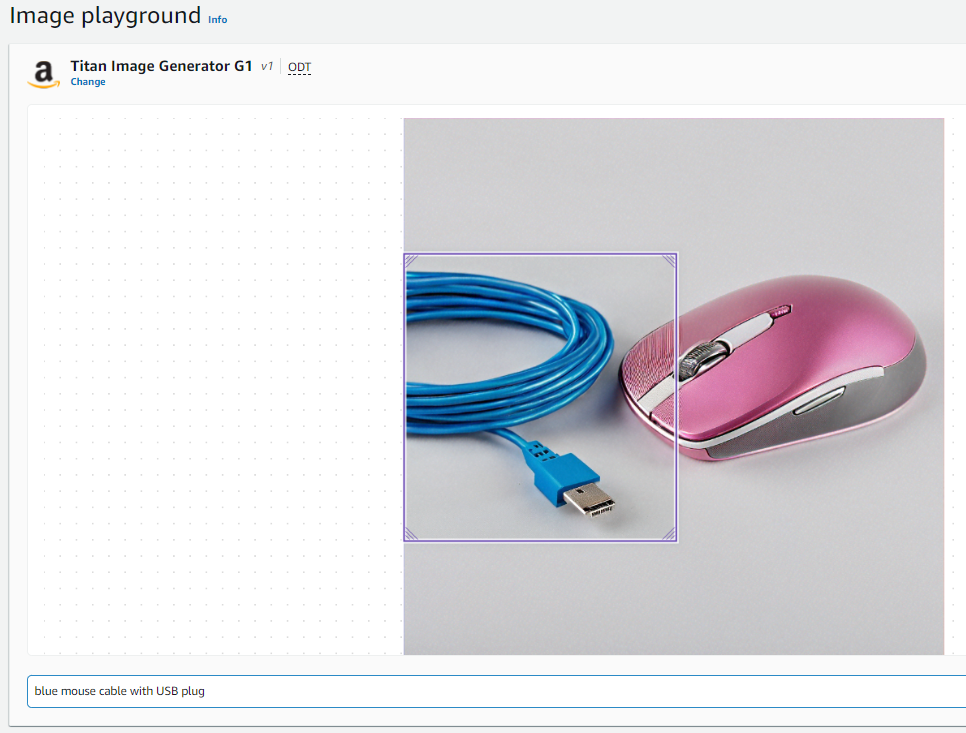 Image playground Info
a Titan Image Generator G1 v1 ODT
Change
blue mouse cable with USB plug